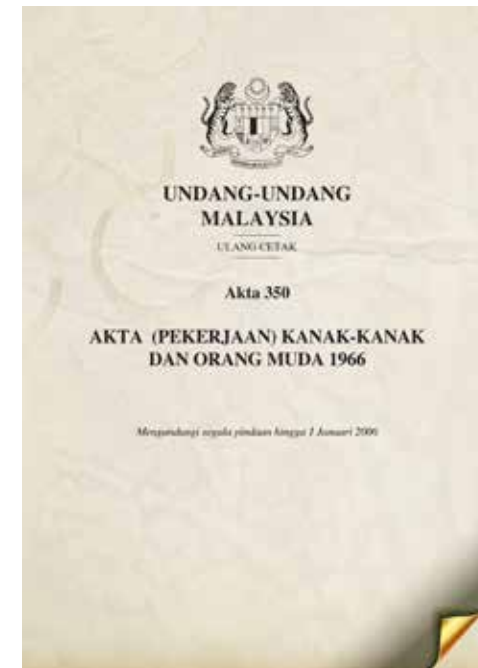 UNDANG-UNDANG
MALAYSIA
ULANG CETAK
Akta 350
AKTA (PEKERJAAN) KANAK-KANAK
DAN ORANG MUDA 1966
Mengandungi segala pindaan hingga 1 Januari 2006